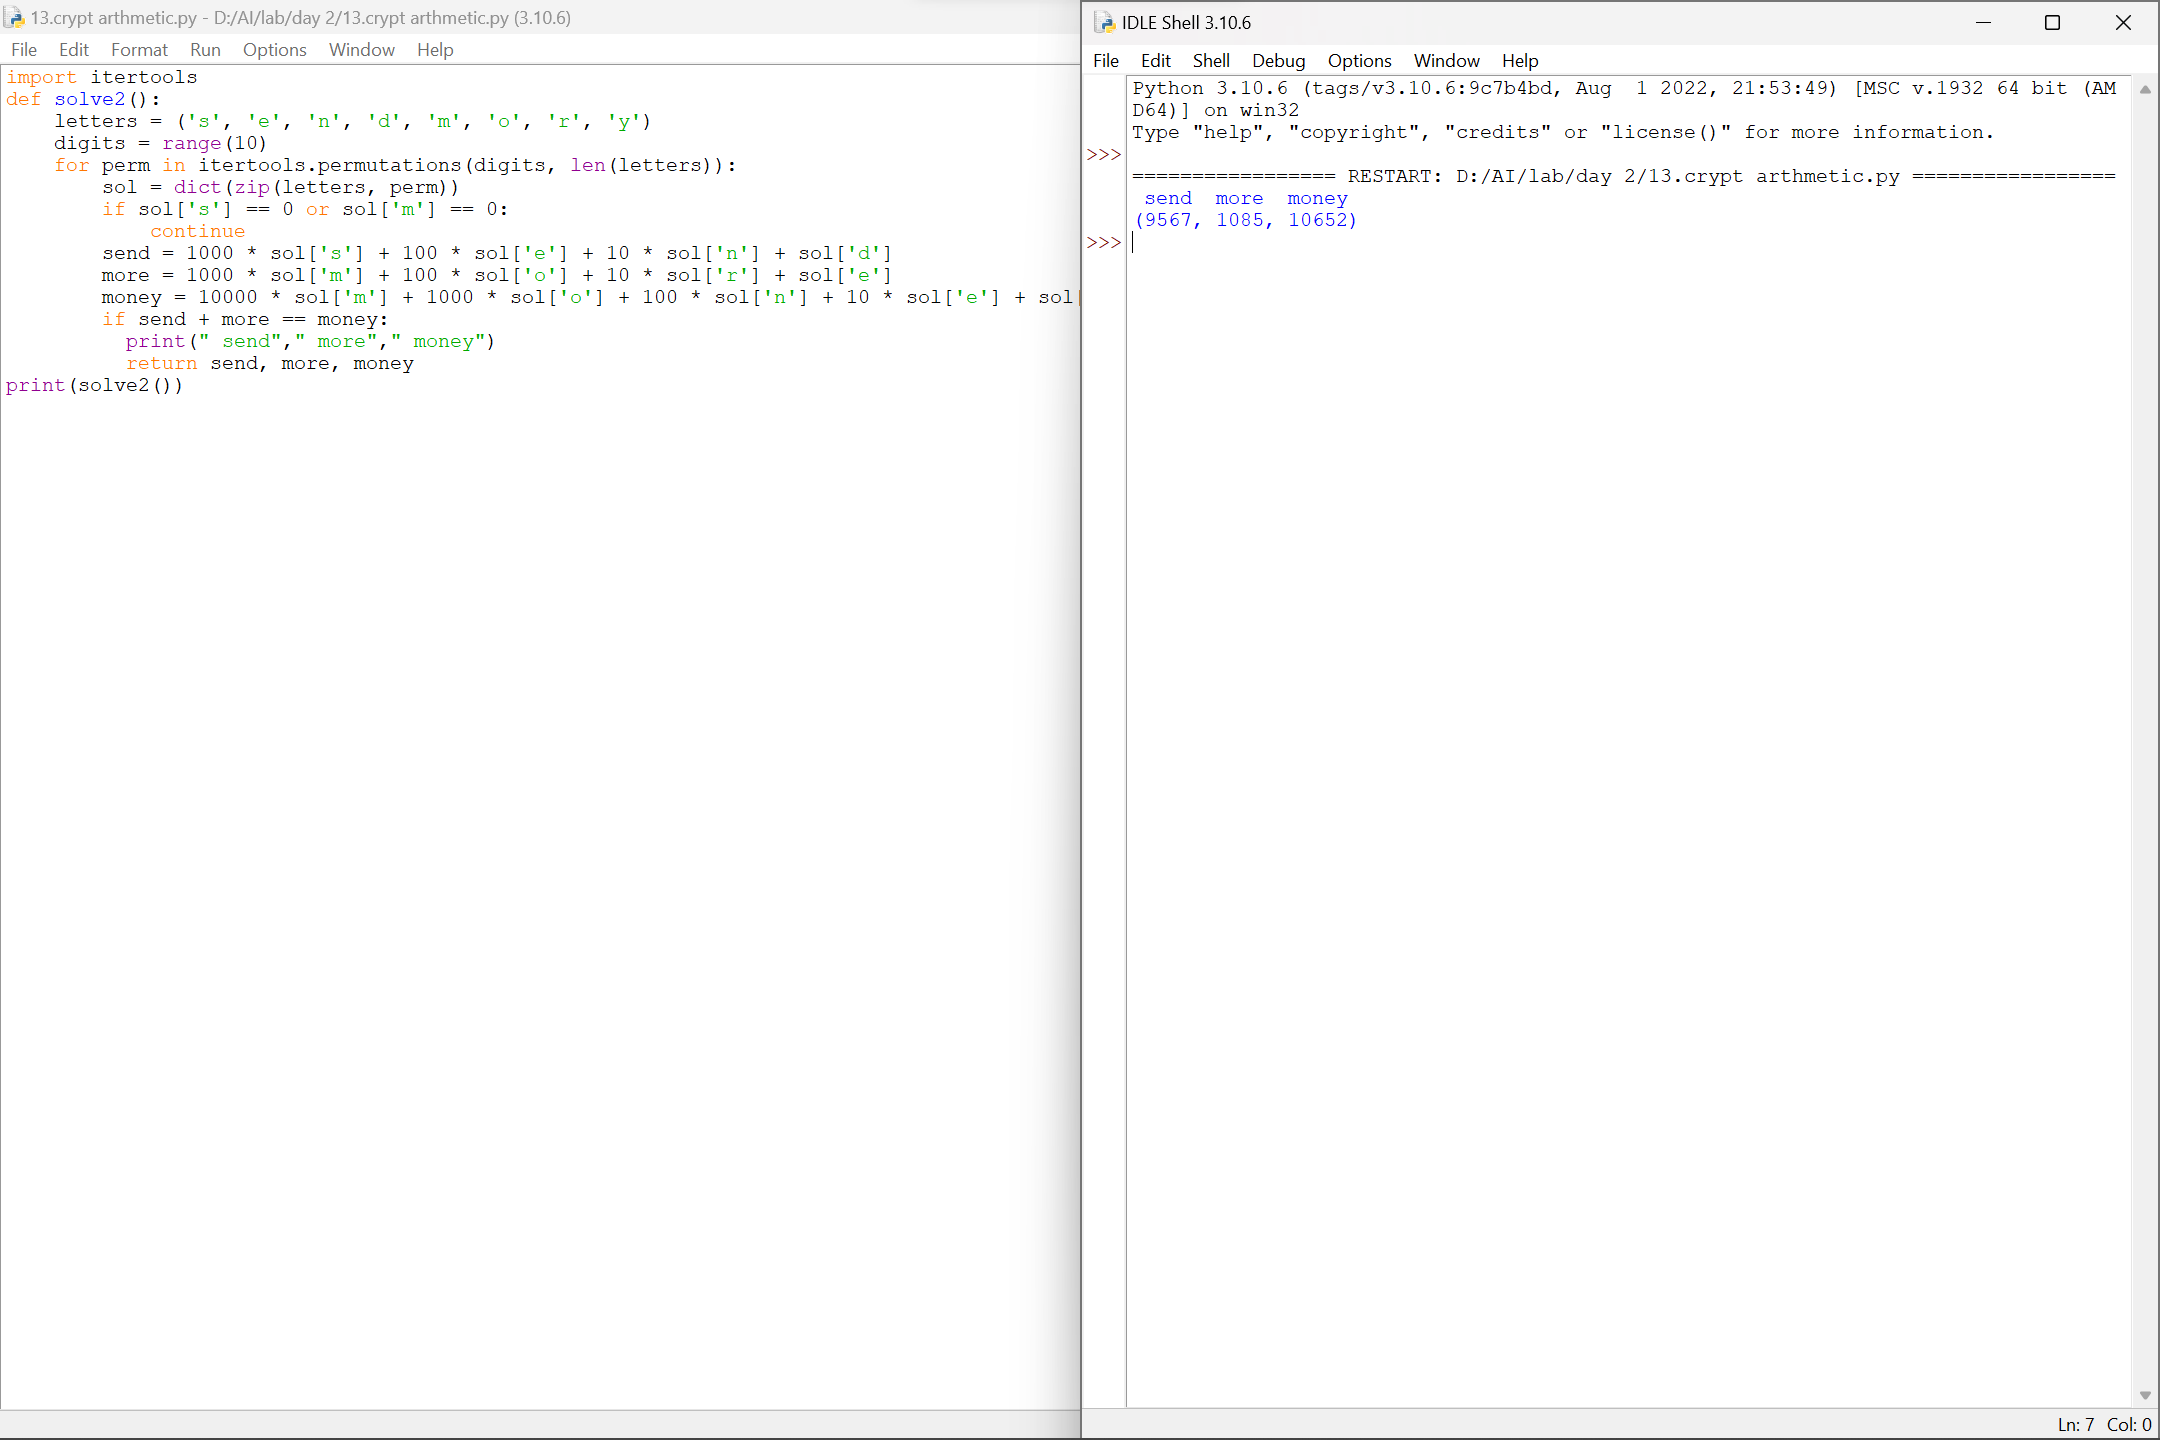 13.crypt arthmetic.py - D:/AI/lab/day 2/13.crypt arthmetic.py (3.10.6)
File Edit Format Run Options Window Help
import itertools
def solve2():
    letters = ('s', 'e', 'n', 'd', 'm', 'o', 'r', 'y')
    digits = range(10)
    for perm in itertools.permutations(digits, len(letters)):
        sol = dict(zip(letters, perm))
        if sol['s'] == 0 or sol['m'] == 0:
            continue
        send = 1000 * sol['s'] + 100 * sol['e'] + 10 * sol['n'] + sol['d']
        more = 1000 * sol['m'] + 100 * sol['o'] + 10 * sol['r'] + sol['e']
        money = 10000 * sol['m'] + 1000 * sol['o'] + 100 * sol['n'] + 10 * sol['e'] + sol[
        if send + more == money:
          print(" send"," more"," money")
          return send, more, money
print(solve2())
IDLE Shell 3.10.6
File Edit Shell Debug Options Window Help
Python 3.10.6 (tags/v3.10.6:9c7b4bd, Aug  1 2022, 21:53:49) [MSC v.1932 64 bit (AM
D64)] on win32
Type "help", "copyright", "credits" or "license()" for more information.
>>>
================= RESTART: D:/AI/lab/day 2/13.crypt arthmetic.py =================
 send  more  money
(9567, 1085, 10652)
>>>
Ln: 7 Col: 0